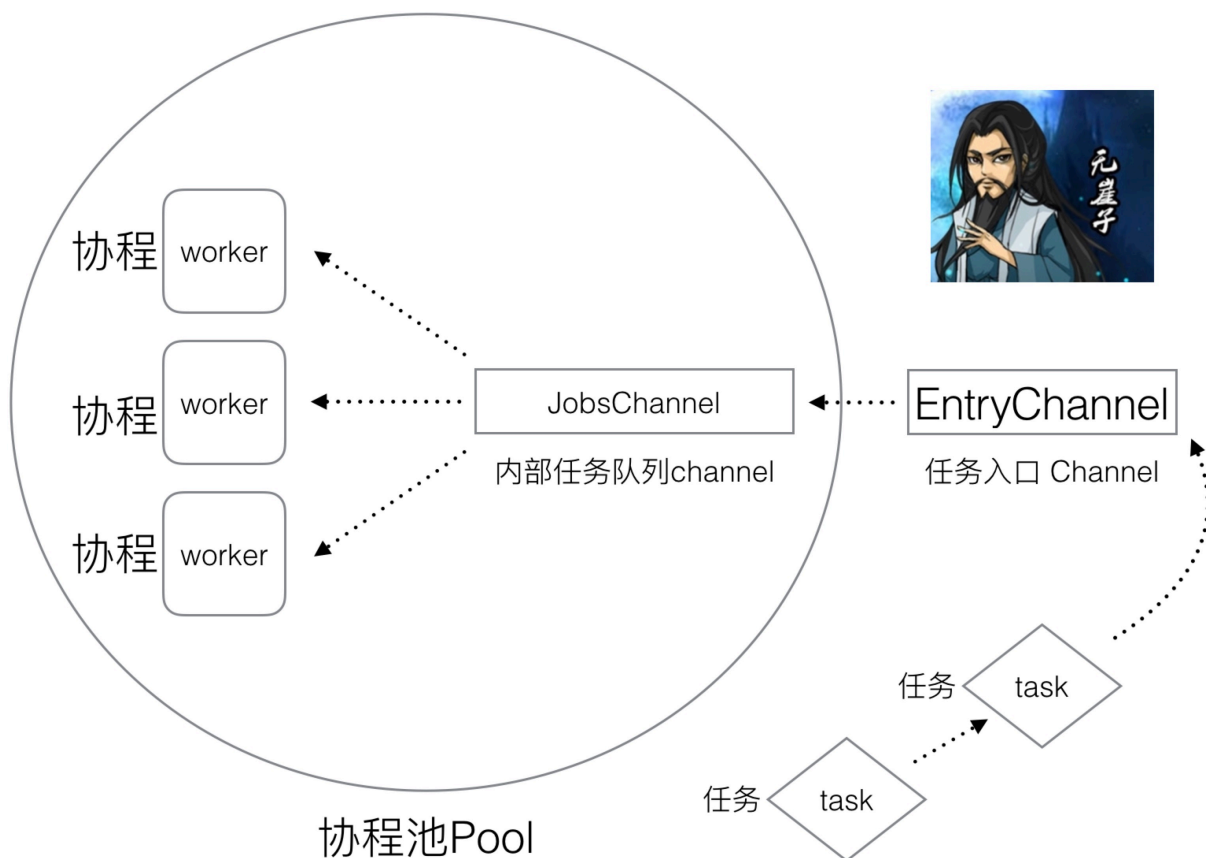 无崖子
协程
worker
协程
worker
协程
worker
JobsChannel
内部任务队列channel
EntryChannel
任务入口 Channel
任务
task
任务
task
协程池Pool